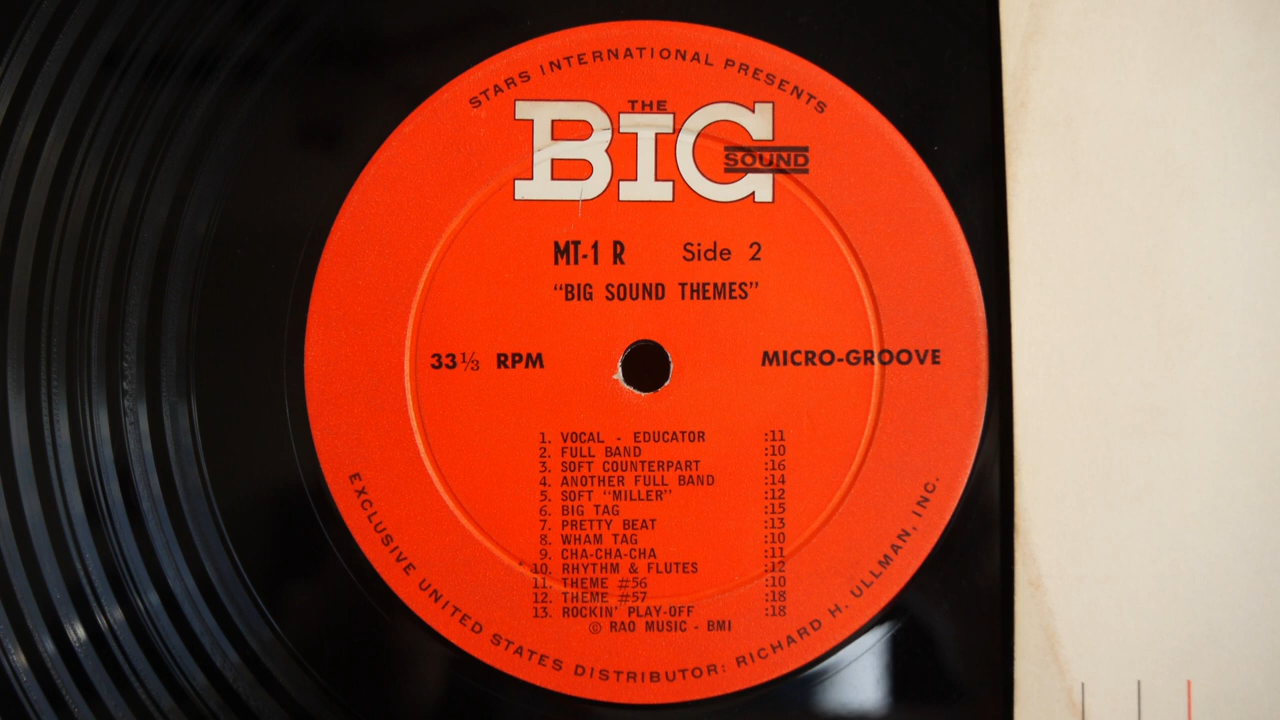 STARS INTERNATIONAL PRESENTS
THE
BIG
SOUND
MT-1 R Side 2
"BIG SOUND THEMES"
33⅓ RPM MICRO-GROOVE
1. VOCAL - EDUCATOR :11
2. FULL BAND :10
3. SOFT COUNTERPART :16
4. ANOTHER FULL BAND :14
5. SOFT "MILLER" :12
6. BIG TAG :15
7. PRETTY BEAT :13
8. WHAM TAG :10
9. CHA-CHA-CHA :11
10. RHYTHM & FLUTES :12
11. THEME #56 :10
12. THEME #57 :18
13. ROCKIN' PLAY-OFF :18
© RAO MUSIC - BMI
EXCLUSIVE UNITED STATES DISTRIBUTOR: RICHARD H. ULLMAN, INC.